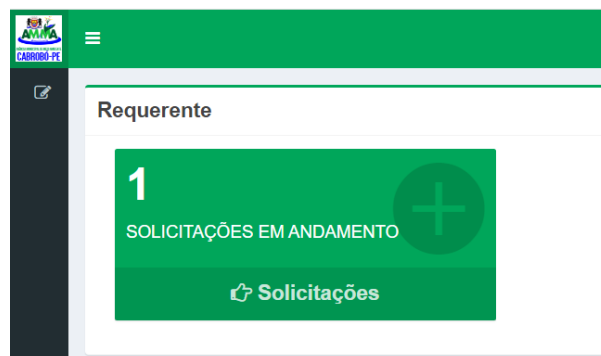 AMMA
CABROBÓ-PE
Requerente
1
SOLICITAÇÕES EM ANDAMENTO
Solicitações